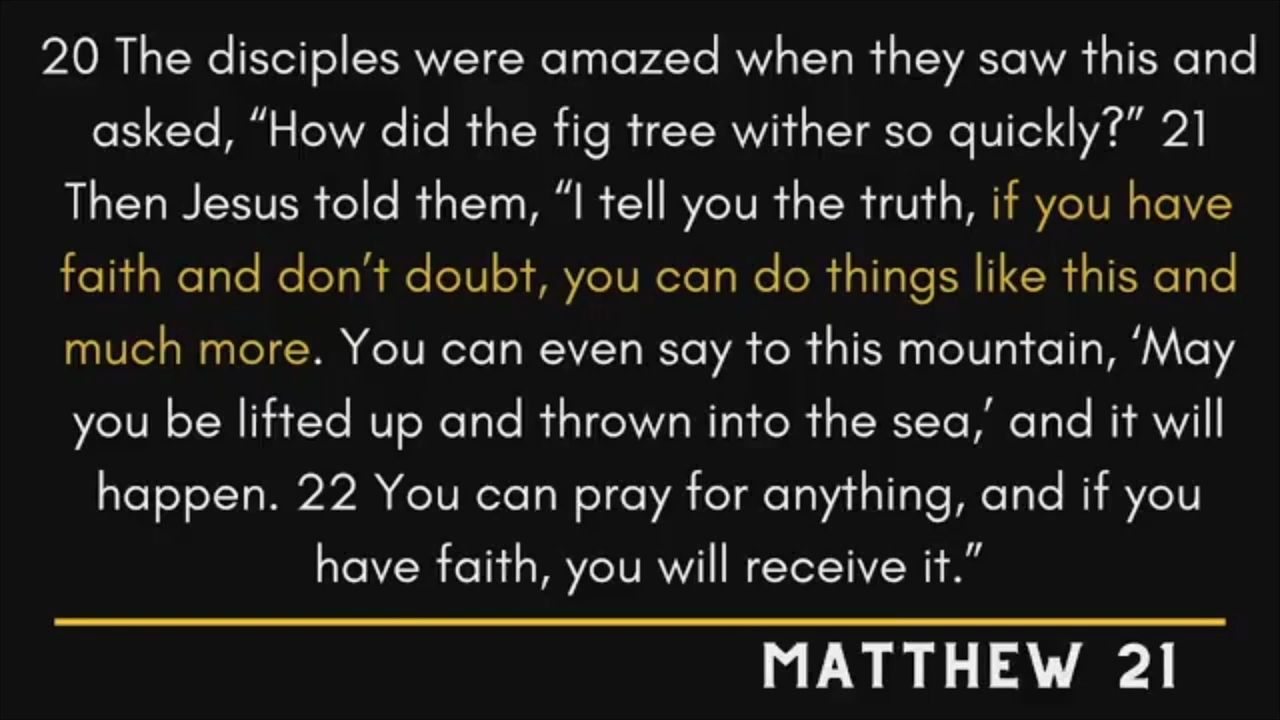 20 The disciples were amazed when they saw this and
asked, “How did the fig tree wither so quickly?” 21
Then Jesus told them, “I tell you the truth, if you have
faith and don’t doubt, you can do things like this and
much more. You can even say to this mountain, ‘May
you be lifted up and thrown into the sea,’ and it will
happen. 22 You can pray for anything, and if you
have faith, you will receive it.”
MATTHEW 21